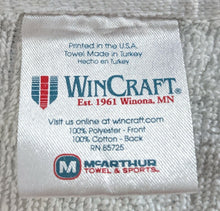 Printed in the U.S.A.
Towel Made in Turkey
Hecho en Turkey
WINCRAFT®
Est. 1961 Winona, MN
Visit us online at wincraft.com
100% Polyester - Front
100% Cotton - Back
RN 85725
M MCARTHUR
TOWEL & SPORTS